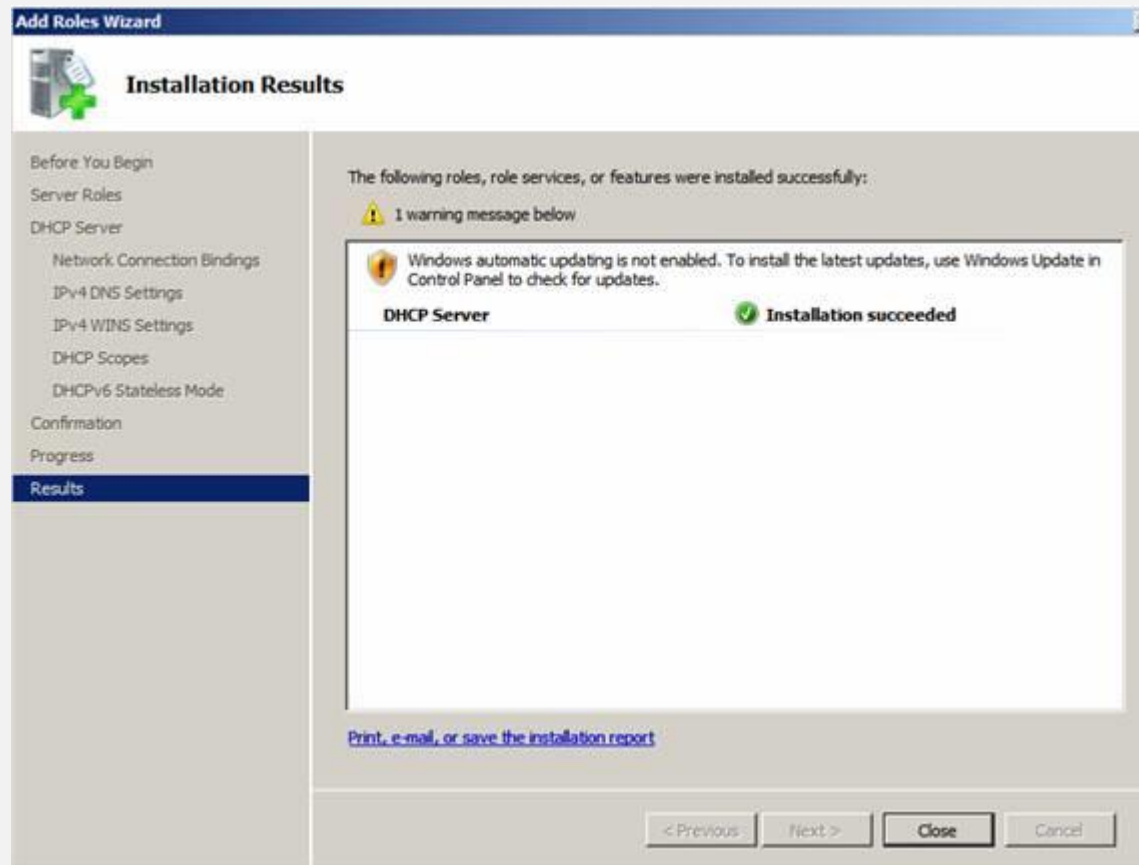 Add Roles Wizard
Installation Results
Before You Begin
Server Roles
DHCP Server
Network Connection Bindings
IPv4 DNS Settings
IPv4 WINS Settings
DHCP Scopes
DHCPv6 Stateless Mode
Confirmation
Progress
Results
The following roles, role services, or features were installed successfully:
1 warning message below
Windows automatic updating is not enabled. To install the latest updates, use Windows Update in
Control Panel to check for updates.
DHCP Server Installation succeeded
Print, e-mail, or save the installation report
< Previous Next > Close Cancel